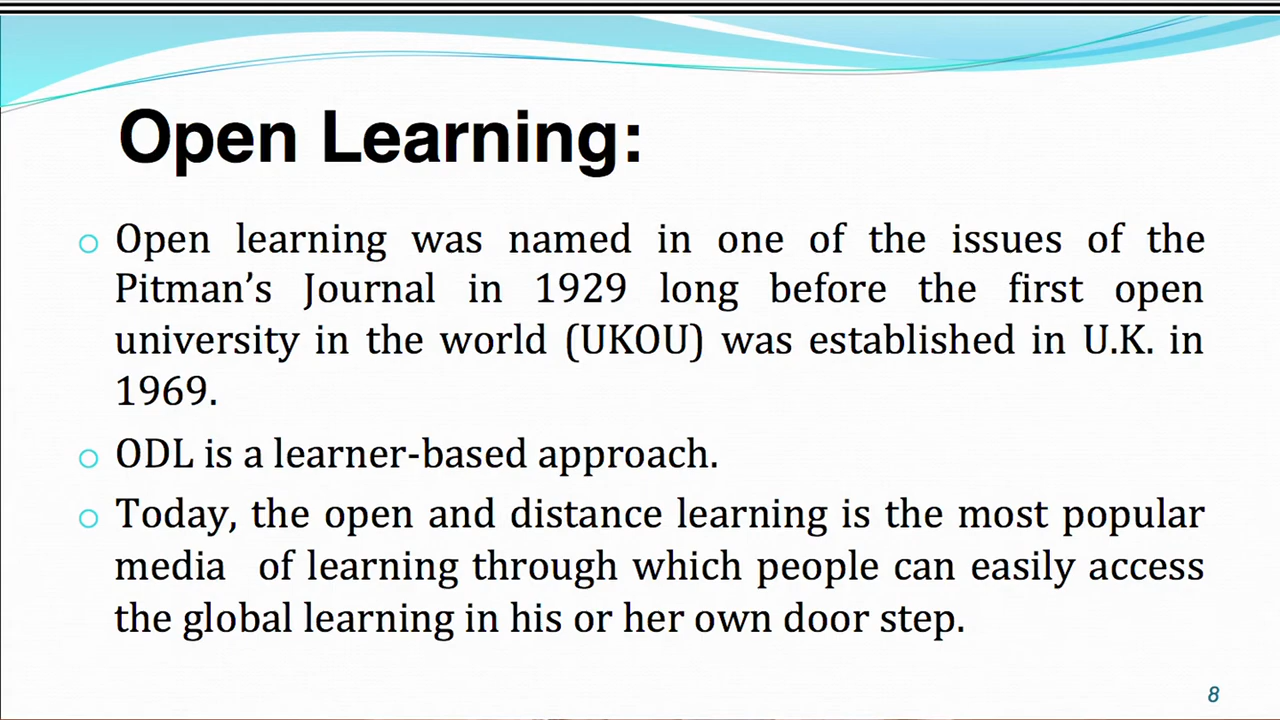 Open Learning:
Open learning was named in one of the issues of the
Pitman’s Journal in 1929 long before the first open
university in the world (UKOU) was established in U.K. in
1969.
ODL is a learner-based approach.
Today, the open and distance learning is the most popular
media of learning through which people can easily access
the global learning in his or her own door step.
8